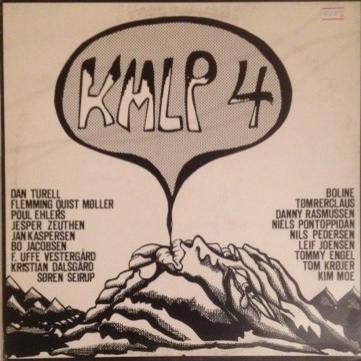 KMLP 4
DAN TURELL
FLEMMING QUIST MØLLER
POUL EHLERS
JESPER ZEUTHEN
JAN KASPERSEN
BO JACOBSEN
F. UFFE VESTERGÅRD
KRISTIAN DALSGÅRD
SØREN SEIRUP
BOLINE
TØMRERCLAUS
DANNY RASMUSSEN
NIELS PONTOPPIDAN
NILS PEDERSEN
LEIF JOENSEN
TOMMY ENGEL
TOM KRØJER
KIM MOE